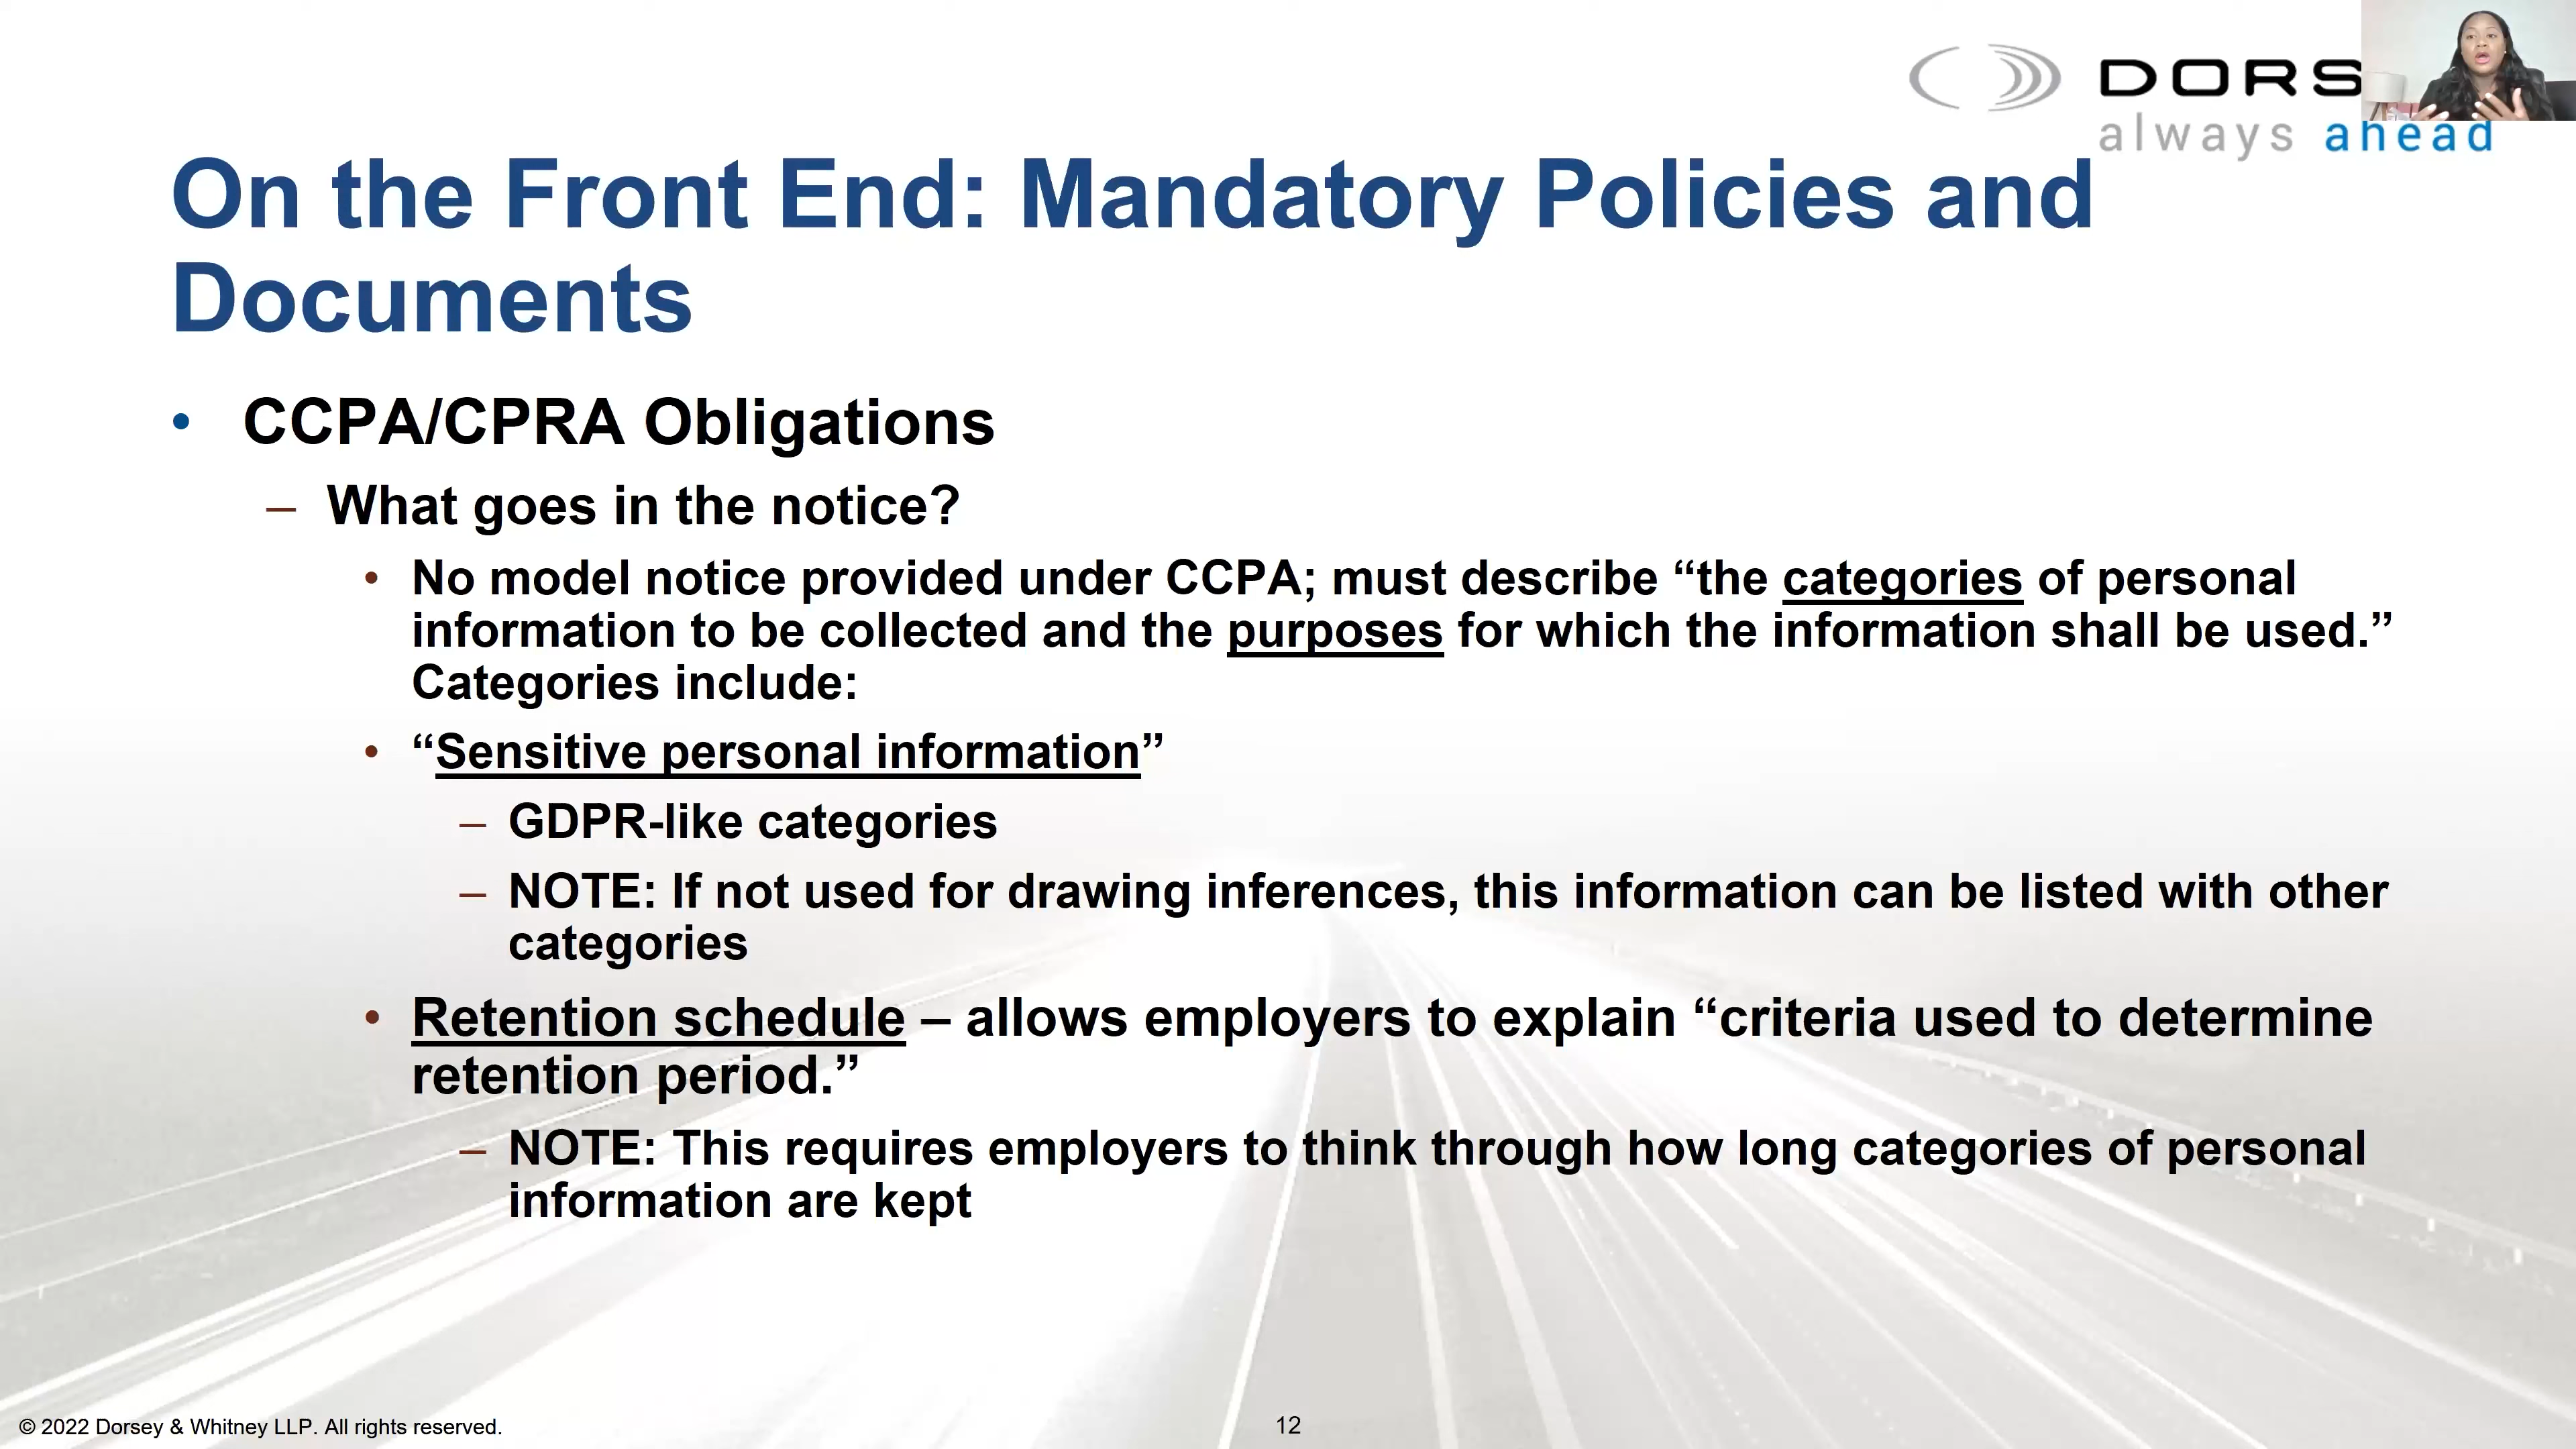 DORS
always ahead
On the Front End: Mandatory Policies and
Documents
• CCPA/CPRA Obligations
– What goes in the notice?
• No model notice provided under CCPA; must describe “the categories of personal
information to be collected and the purposes for which the information shall be used.”
Categories include:
• “Sensitive personal information”
– GDPR-like categories
– NOTE: If not used for drawing inferences, this information can be listed with other
categories
• Retention schedule – allows employers to explain “criteria used to determine
retention period.”
– NOTE: This requires employers to think through how long categories of personal
information are kept
© 2022 Dorsey & Whitney LLP. All rights reserved.
12